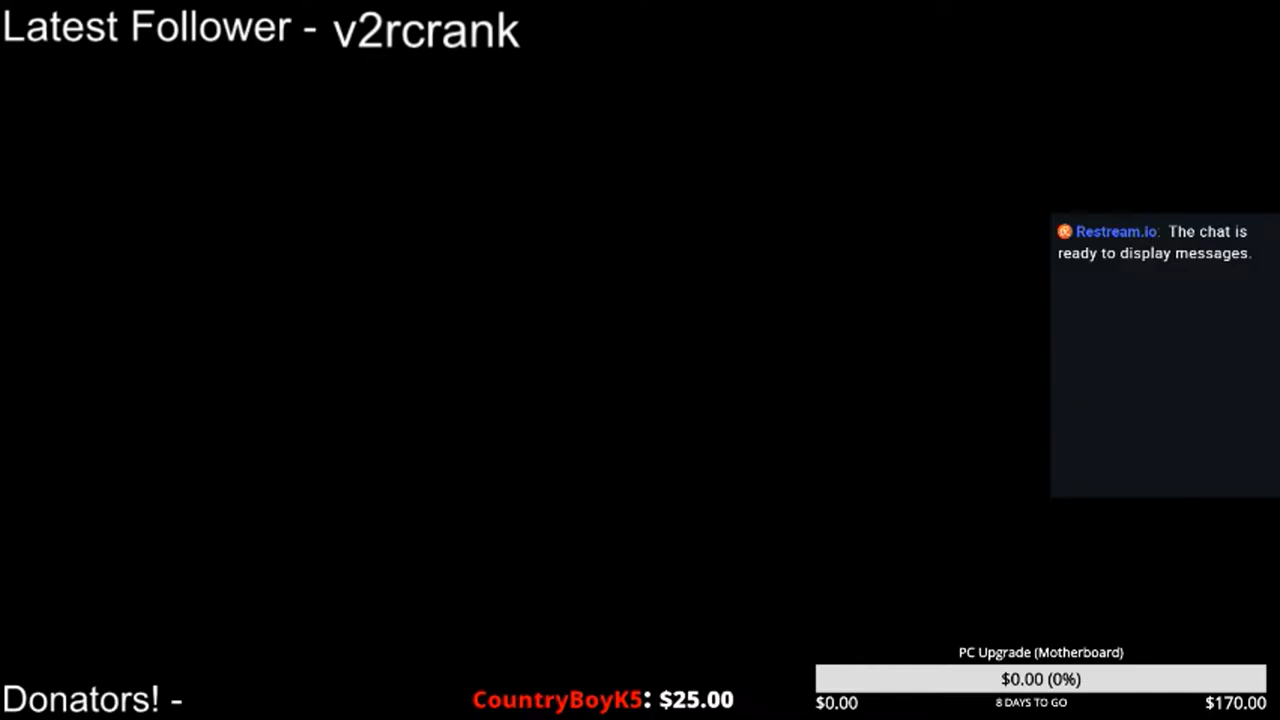 Latest Follower - v2rcrank
Restream.io: The chat is
ready to display messages.
PC Upgrade (Motherboard)
$0.00 (0%)
$0.00 8 DAYS TO GO $170.00
Donators! - CountryBoyK5: $25.00